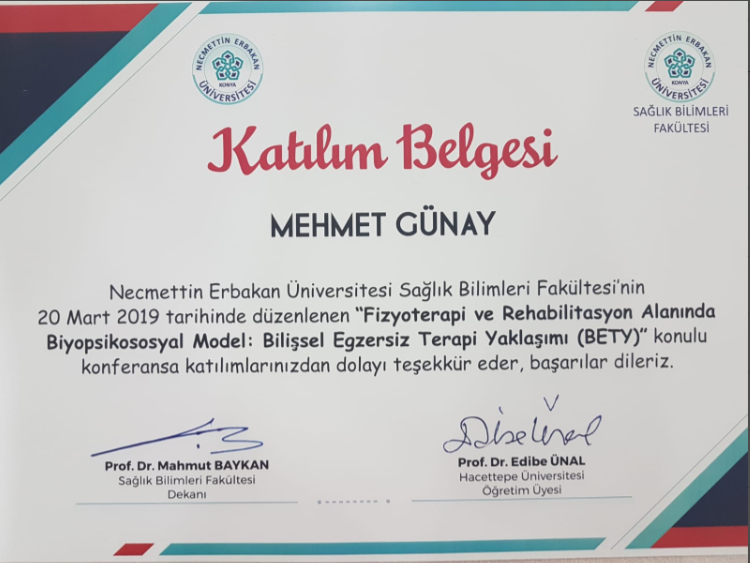 NECMETTİN ERBAKAN
KONYA
ÜNİVERSİTESİ
NECMETTİN ERBAKAN
KONYA
ÜNİVERSİTESİ
SAĞLIK BİLİMLERİ
FAKÜLTESİ
Katılım Belgesi
MEHMET GÜNAY
Necmettin Erbakan Üniversitesi Sağlık Bilimleri Fakültesi'nin
20 Mart 2019 tarihinde düzenlenen “Fizyoterapi ve Rehabilitasyon Alanında
Biyopsikososyal Model: Bilişsel Egzersiz Terapi Yaklaşımı (BETY)” konulu
konferansa katılımlarınızdan dolayı teşekkür eder, başarılar dileriz.
Prof. Dr. Mahmut BAYKAN
Sağlık Bilimleri Fakültesi
Dekanı
Prof. Dr. Edibe ÜNAL
Hacettepe Üniversitesi
Öğretim Üyesi